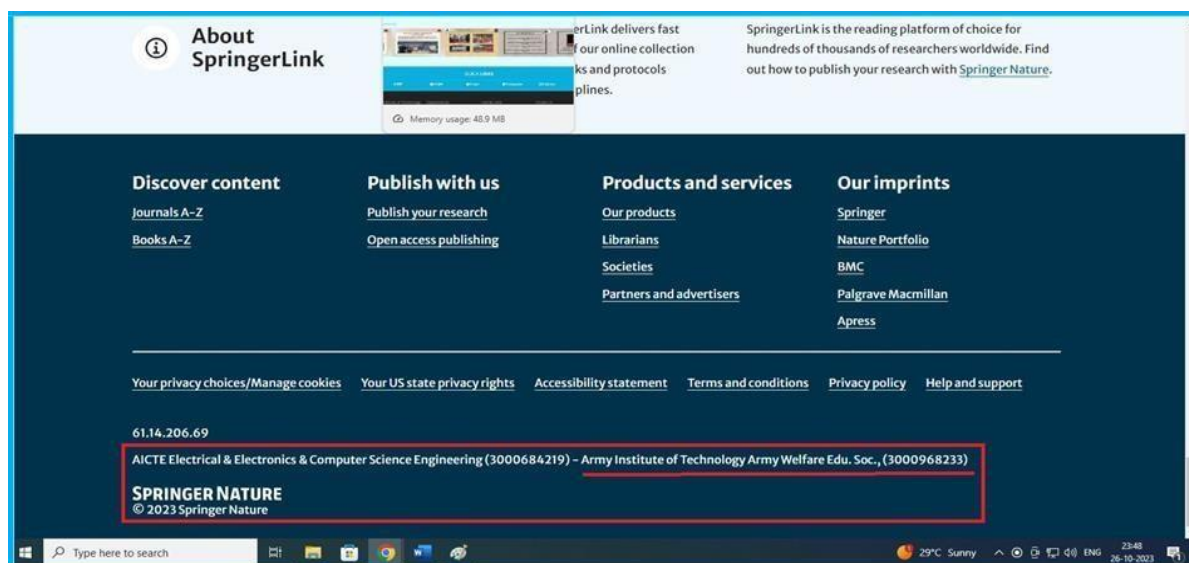 About
SpringerLink
erLink delivers fast
f our online collection
ks and protocols
plines.
SpringerLink is the reading platform of choice for
hundreds of thousands of researchers worldwide. Find
out how to publish your research with Springer Nature.
Memory usage: 48.9 MB
Discover content
Journals A-Z
Books A-Z
Publish with us
Publish your research
Open access publishing
Products and services
Our products
Librarians
Societies
Partners and advertisers
Our imprints
Springer
Nature Portfolio
BMC
Palgrave Macmillan
Apress
Your privacy choices/Manage cookies Your US state privacy rights Accessibility statement Terms and conditions Privacy policy Help and support
61.14.206.69
AICTE Electrical & Electronics & Computer Science Engineering (3000684219) – Army Institute of Technology Army Welfare Edu. Soc., (3000968233)
SPRINGER NATURE
© 2023 Springer Nature
Type here to search
29°C Sunny
ENG
23:48
26-10-2023